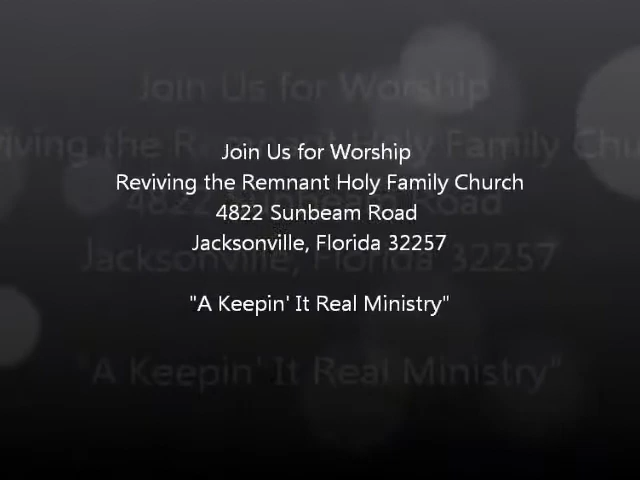 Join Us for Worship
Reviving the Remnant Holy Family Church
4822 Sunbeam Road
Jacksonville, Florida 32257
"A Keepin' It Real Ministry"